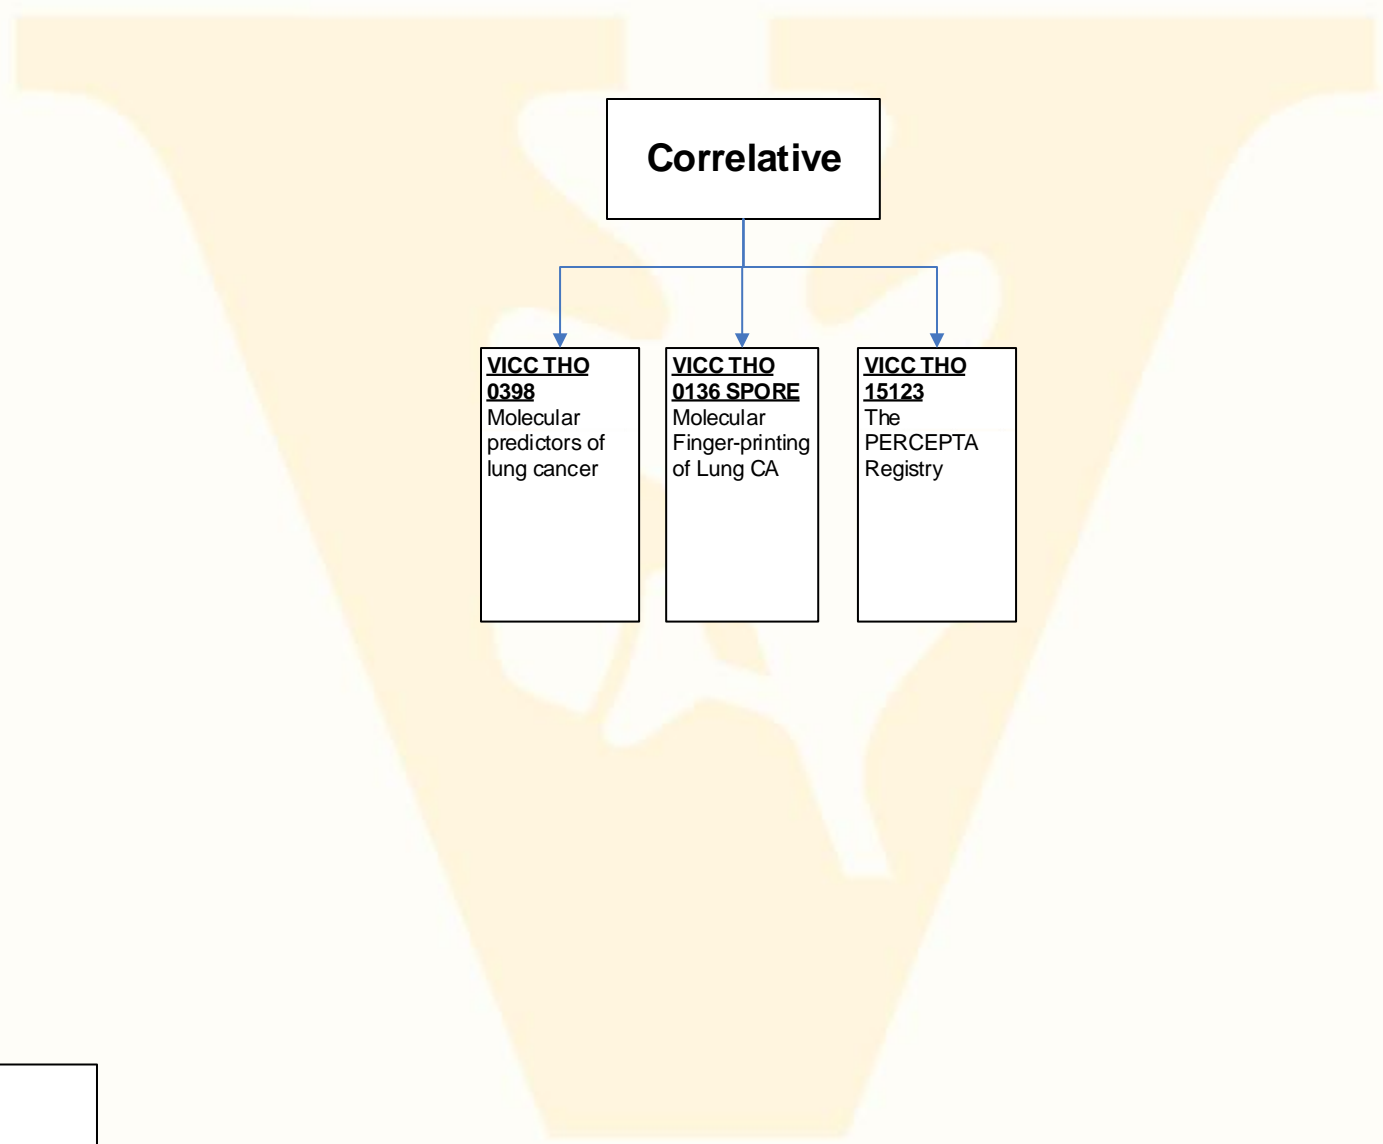 Correlative
VICC THO
0398
Molecular
predictors of
lung cancer
VICC THO
0136 SPORE
Molecular
Finger-printing
of Lung CA
VICC THO
15123
The
PERCEPTA
Registry